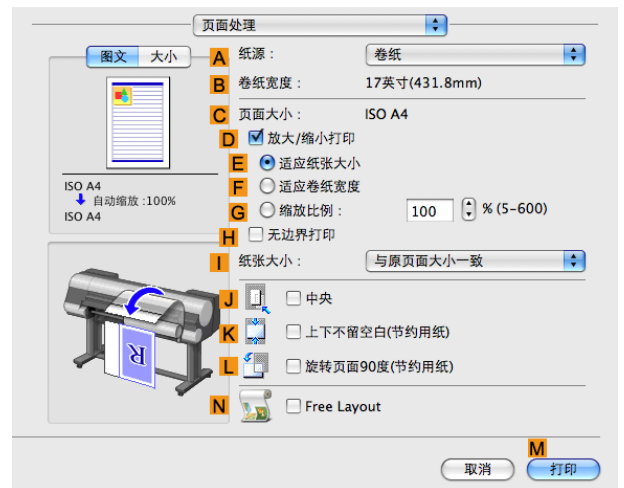 页面处理
图文 大小
A 纸源： 卷纸
B 卷纸宽度： 17英寸(431.8mm)
C 页面大小： ISO A4
D 放大/缩小打印
E 适应纸张大小
F 适应卷纸宽度
G 缩放比例： 100 % (5-600)
H 无边界打印
ISO A4
自动缩放:100%
ISO A4
I 纸张大小： 与原页面大小一致
J 中央
K 上下不留空白(节约用纸)
L 旋转页面90度(节约用纸)
R
N Free Layout
M
取消 打印